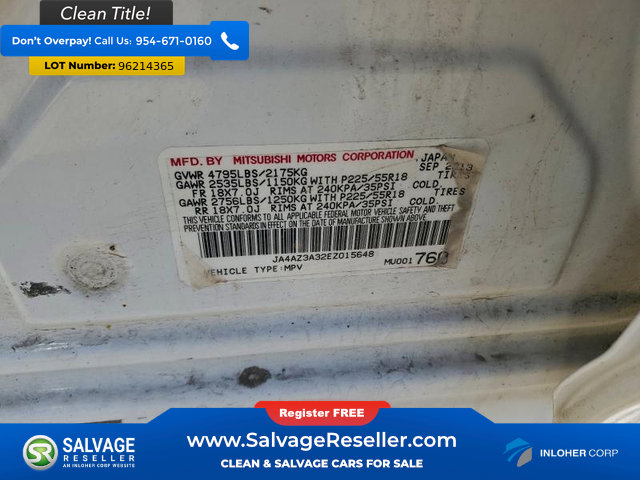 Clean Title!
Don't Overpay! Call Us: 954-671-0160
LOT Number: 96214365
MFD. BY MITSUBISHI MOTORS CORPORATION, JAPAN
GVWR 4795LBS/2175KG SEP 2013
GAWR 2535LBS/1150KG WITH P225/55R18 TIRES
FR 18X7.0J RIMS AT 240KPA/35PSI COLD
GAWR 2756LBS/1250KG WITH P225/55R18 TIRES
RR 18X7.0J RIMS AT 240KPA/35PSI COLD
THIS VEHICLE CONFORMS TO ALL APPLICABLE FEDERAL MOTOR VEHICLE SAFETY AND THEFT
PREVENTION STANDARDS IN EFFECT ON THE DATE OF MANUFACTURE SHOWN ABOVE.
JA4AZ3A32EZ015648
VEHICLE TYPE:MPV MU001760
Register FREE
SR
SALVAGE
RESELLER
AN INLOHER CORP WEBSITE
www.SalvageReseller.com
CLEAN & SALVAGE CARS FOR SALE
INLOHER CORP